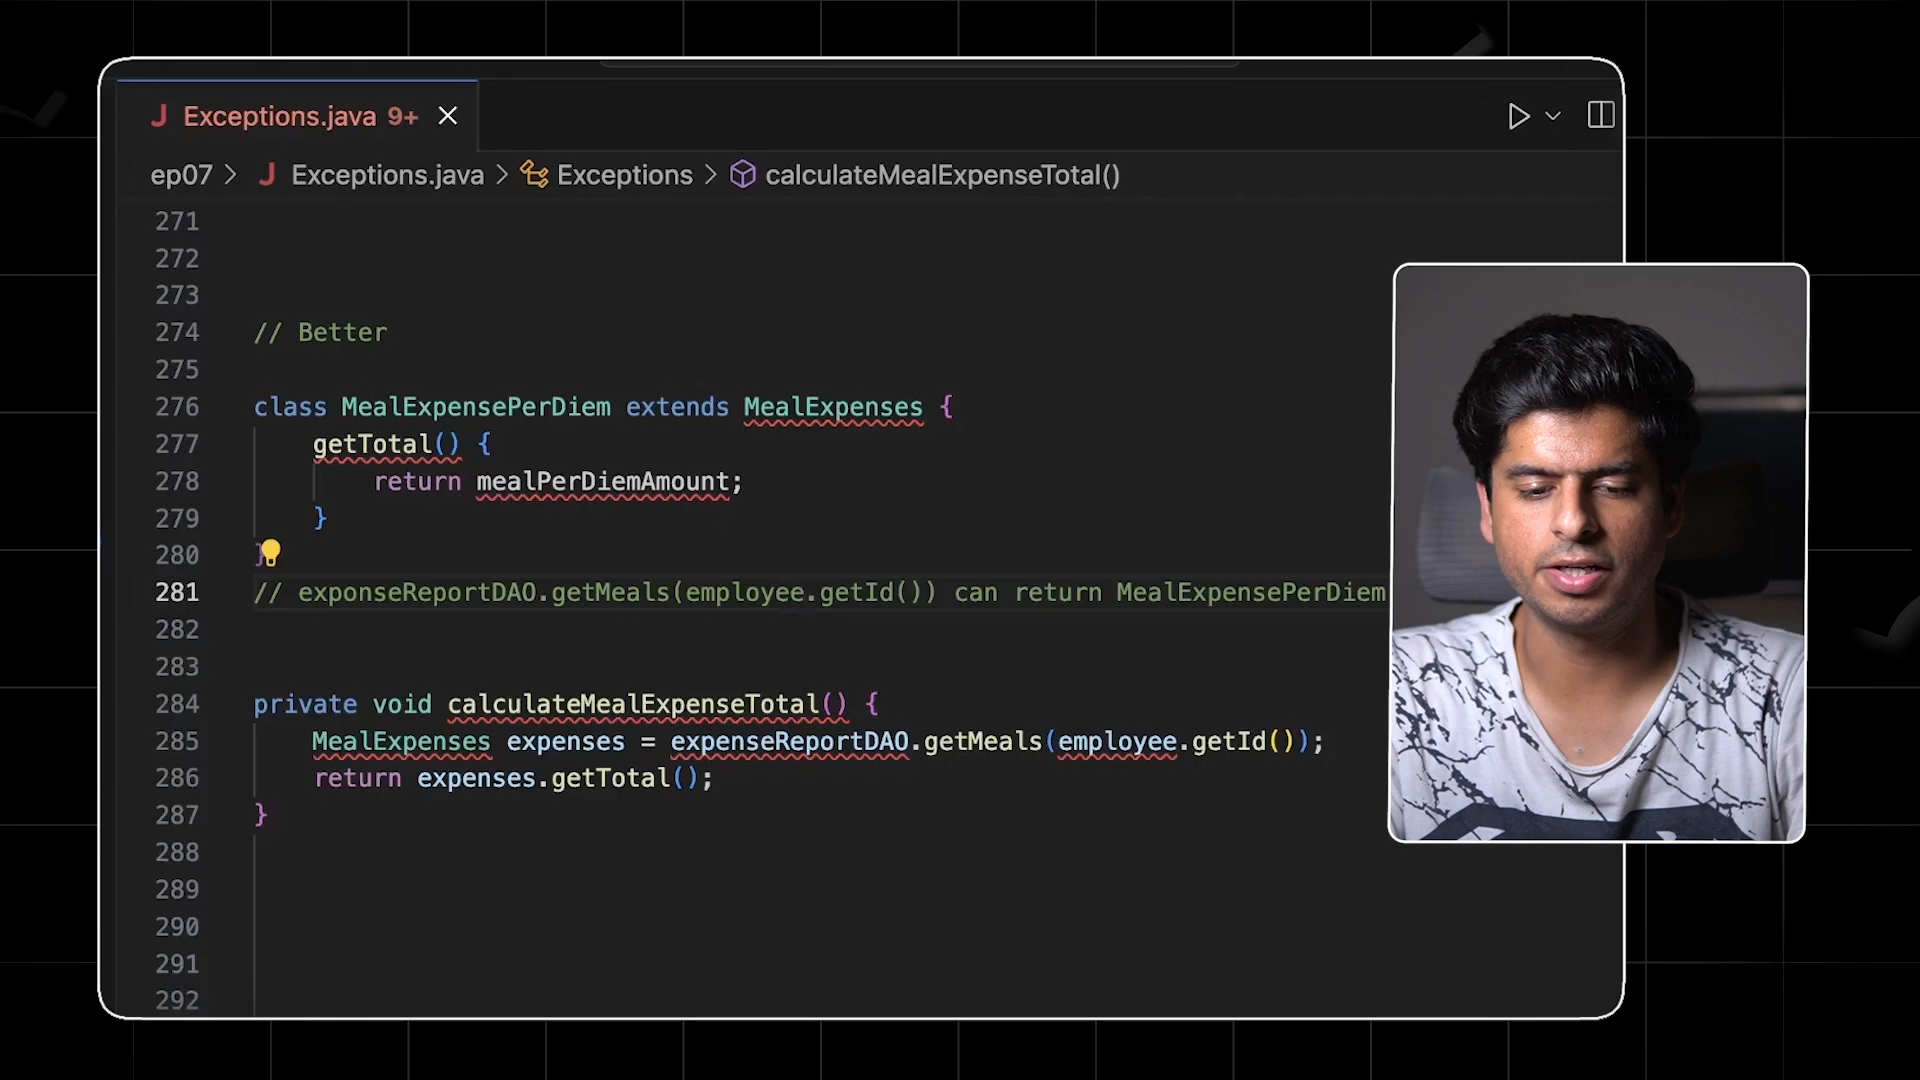 J Exceptions.java 9+
ep07 > J Exceptions.java > Exceptions > calculateMealExpenseTotal()
271
272
273
274 // Better
275
276 class MealExpensePerDiem extends MealExpenses {
277 getTotal() {
278 return mealPerDiemAmount;
279 }
280 }
281 // exponseReportDAO.getMeals(employee.getId()) can return MealExpensePerDiem
282
283
284 private void calculateMealExpenseTotal() {
285 MealExpenses expenses = expenseReportDAO.getMeals(employee.getId());
286 return expenses.getTotal();
287 }
288
289
290
291
292